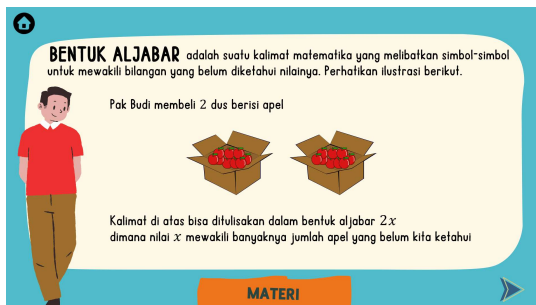 BENTUK ALJABAR adalah suatu kalimat matematika yang melibatkan simbol-simbol
untuk mewakili bilangan yang belum diketahui nilainya. Perhatikan ilustrasi berikut.
Pak Budi membeli 2 dus berisi apel
Kalimat di atas bisa ditulisakan dalam bentuk aljabar 2x
dimana nilai x mewakili banyaknya jumlah apel yang belum kita ketahui
MATERI